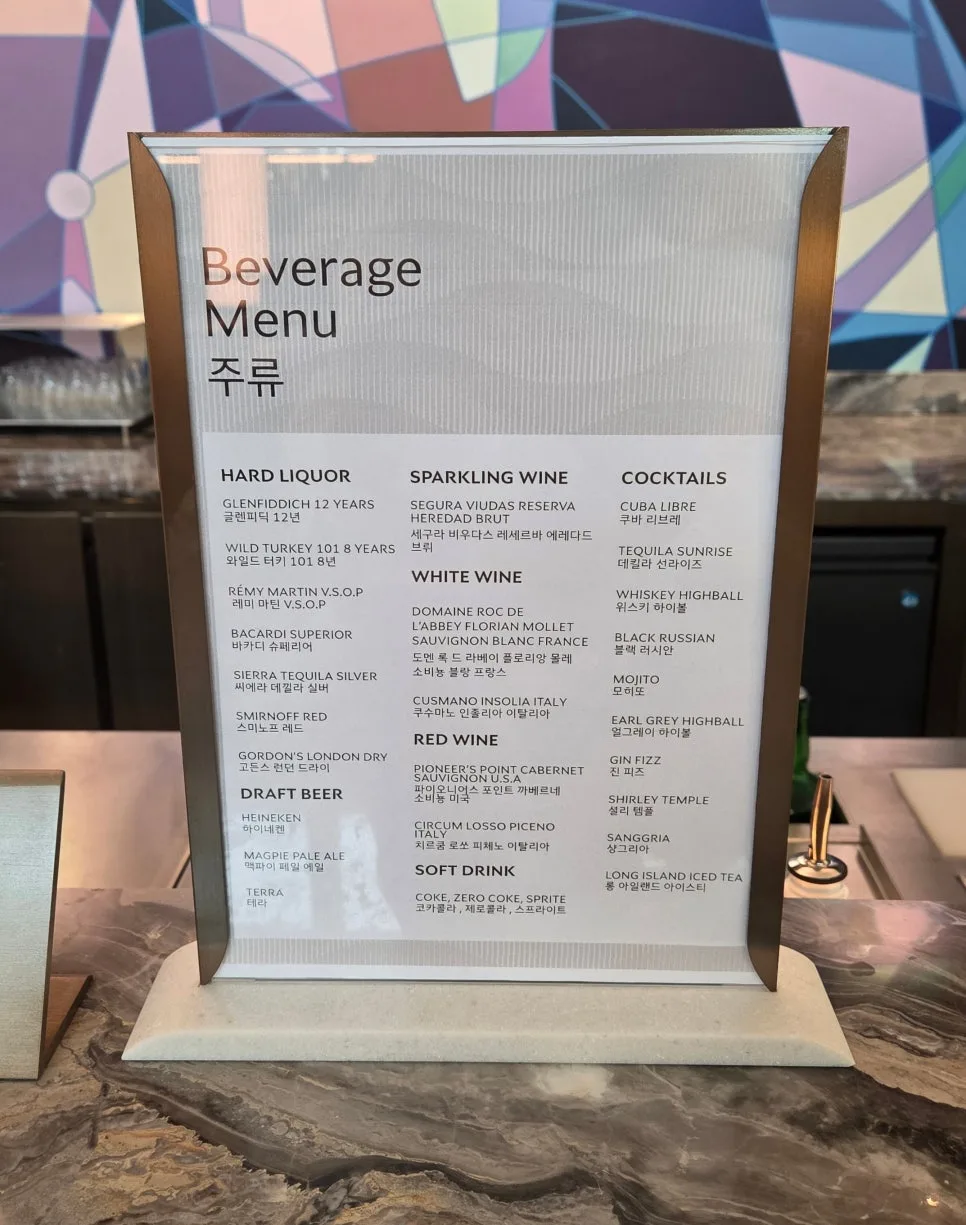 Beverage
Menu
주류
HARD LIQUOR
GLENFIDDICH 12 YEARS
글렌피딕 12년
WILD TURKEY 101 8 YEARS
와일드 터키 101 8년
RÉMY MARTIN V.S.O.P
레미 마틴 V.S.O.P
BACARDI SUPERIOR
바카디 슈페리어
SIERRA TEQUILA SILVER
씨에라 데낄라 실버
SMIRNOFF RED
스미노프 레드
GORDON'S LONDON DRY
고든스 런던 드라이
DRAFT BEER
HEINEKEN
하이네켄
MAGPIE PALE ALE
맥파이 페일 에일
TERRA
테라
SPARKLING WINE
SEGURA VIUDAS RESERVA
HEREDAD BRUT
세구라 비우다스 레세르바 에레다드
브뤼
WHITE WINE
DOMAINE ROC DE
L'ABBEY FLORIAN MOLLET
SAUVIGNON BLANC FRANCE
도멘 록 드 라베이 플로리앙 몰레
소비뇽 블랑 프랑스
CUSMANO INSOLIA ITALY
쿠수마노 인졸리아 이탈리아
RED WINE
PIONEER'S POINT CABERNET
SAUVIGNON U.S.A
파이오니어스 포인트 까베르네
소비뇽 미국
CIRCUM LOSSO PICENO
ITALY
치르쿰 로쏘 피체노 이탈리아
SOFT DRINK
COKE, ZERO COKE, SPRITE
코카콜라 , 제로콜라 , 스프라이트
COCKTAILS
CUBA LIBRE
쿠바 리브레
TEQUILA SUNRISE
데킬라 선라이즈
WHISKEY HIGHBALL
위스키 하이볼
BLACK RUSSIAN
블랙 러시안
MOJITO
모히또
EARL GREY HIGHBALL
얼그레이 하이볼
GIN FIZZ
진 피즈
SHIRLEY TEMPLE
셜리 템플
SANGGRIA
샹그리아
LONG ISLAND ICED TEA
롱 아일랜드 아이스티